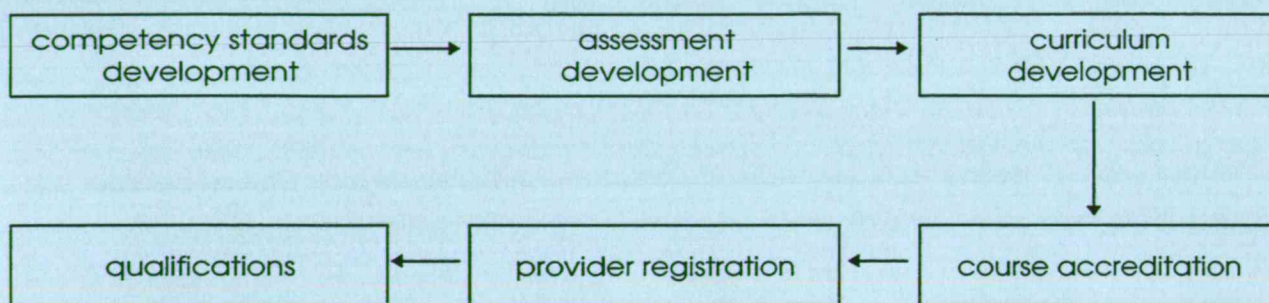 competency standards
development
assessment
development
curriculum
development
qualifications
provider registration
course accreditation